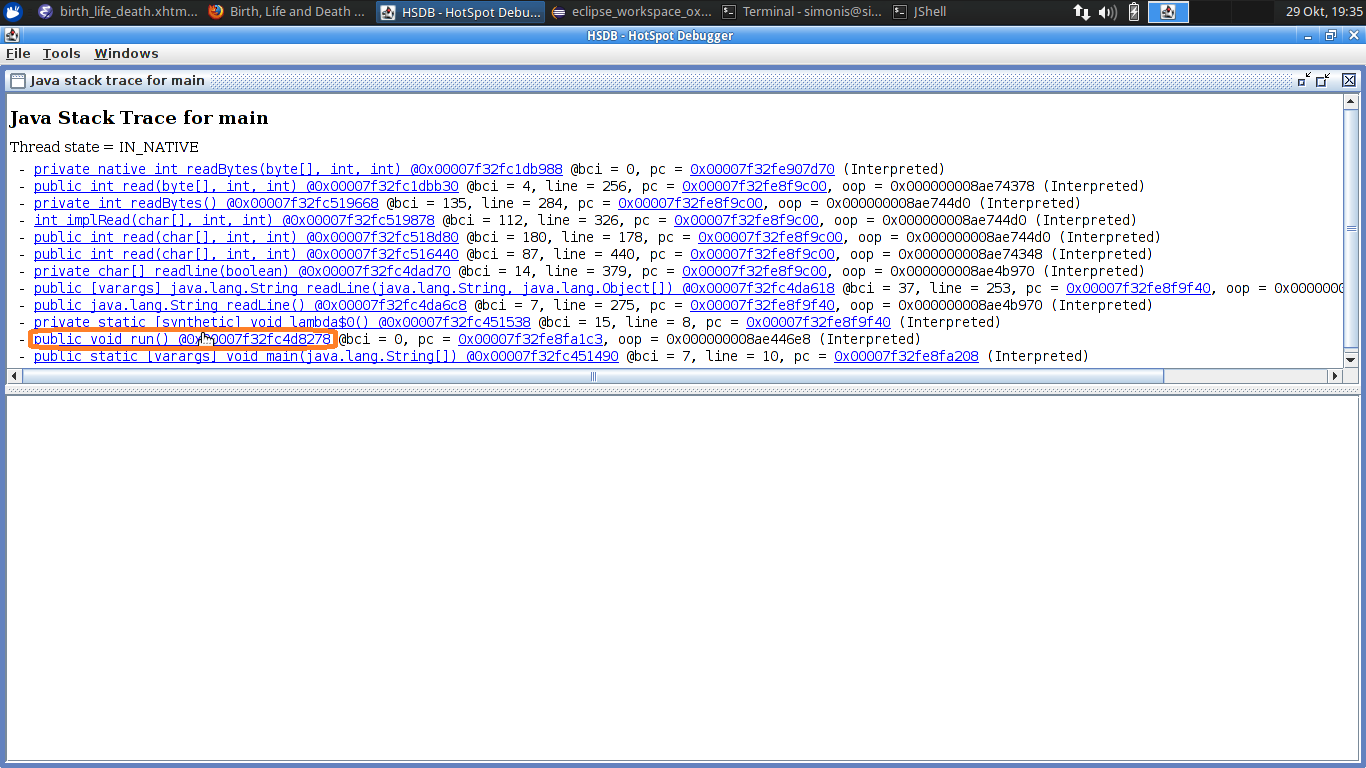 birth_life_death.xhtm... Birth, Life and Death ... HSDB - HotSpot Debu... eclipse_workspace_ox... Terminal - simonis@si... JShell 29 Okt, 19:35
HSDB - HotSpot Debugger
File Tools Windows
Java stack trace for main
Java Stack Trace for main
Thread state = IN_NATIVE
- private native int readBytes(byte[], int, int) @0x00007f32fc1db988 @bci = 0, pc = 0x00007f32fe907d70 (Interpreted)
- public int read(byte[], int, int) @0x00007f32fc1dbb30 @bci = 4, line = 256, pc = 0x00007f32fe8f9c00, oop = 0x000000008ae74378 (Interpreted)
- private int readBytes() @0x00007f32fc519668 @bci = 135, line = 284, pc = 0x00007f32fe8f9c00, oop = 0x000000008ae744d0 (Interpreted)
- int implRead(char[], int, int) @0x00007f32fc519878 @bci = 112, line = 326, pc = 0x00007f32fe8f9c00, oop = 0x000000008ae744d0 (Interpreted)
- public int read(char[], int, int) @0x00007f32fc518d80 @bci = 180, line = 178, pc = 0x00007f32fe8f9c00, oop = 0x000000008ae744d0 (Interpreted)
- public int read(char[], int, int) @0x00007f32fc516440 @bci = 87, line = 440, pc = 0x00007f32fe8f9c00, oop = 0x000000008ae74348 (Interpreted)
- private char[] readline(boolean) @0x00007f32fc4dad70 @bci = 14, line = 379, pc = 0x00007f32fe8f9c00, oop = 0x000000008ae4b970 (Interpreted)
- public [varargs] java.lang.String readLine(java.lang.String, java.lang.Object[]) @0x00007f32fc4da618 @bci = 37, line = 253, pc = 0x00007f32fe8f9f40, oop = 0x0000000
- public java.lang.String readLine() @0x00007f32fc4da6c8 @bci = 7, line = 275, pc = 0x00007f32fe8f9f40, oop = 0x000000008ae4b970 (Interpreted)
- private static [synthetic] void lambda$0() @0x00007f32fc451538 @bci = 15, line = 8, pc = 0x00007f32fe8f9f40 (Interpreted)
- public void run() @0x00007f32fc4d8278 @bci = 0, pc = 0x00007f32fe8fa1c3, oop = 0x000000008ae446e8 (Interpreted)
- public static [varargs] void main(java.lang.String[]) @0x00007f32fc451490 @bci = 7, line = 10, pc = 0x00007f32fe8fa208 (Interpreted)